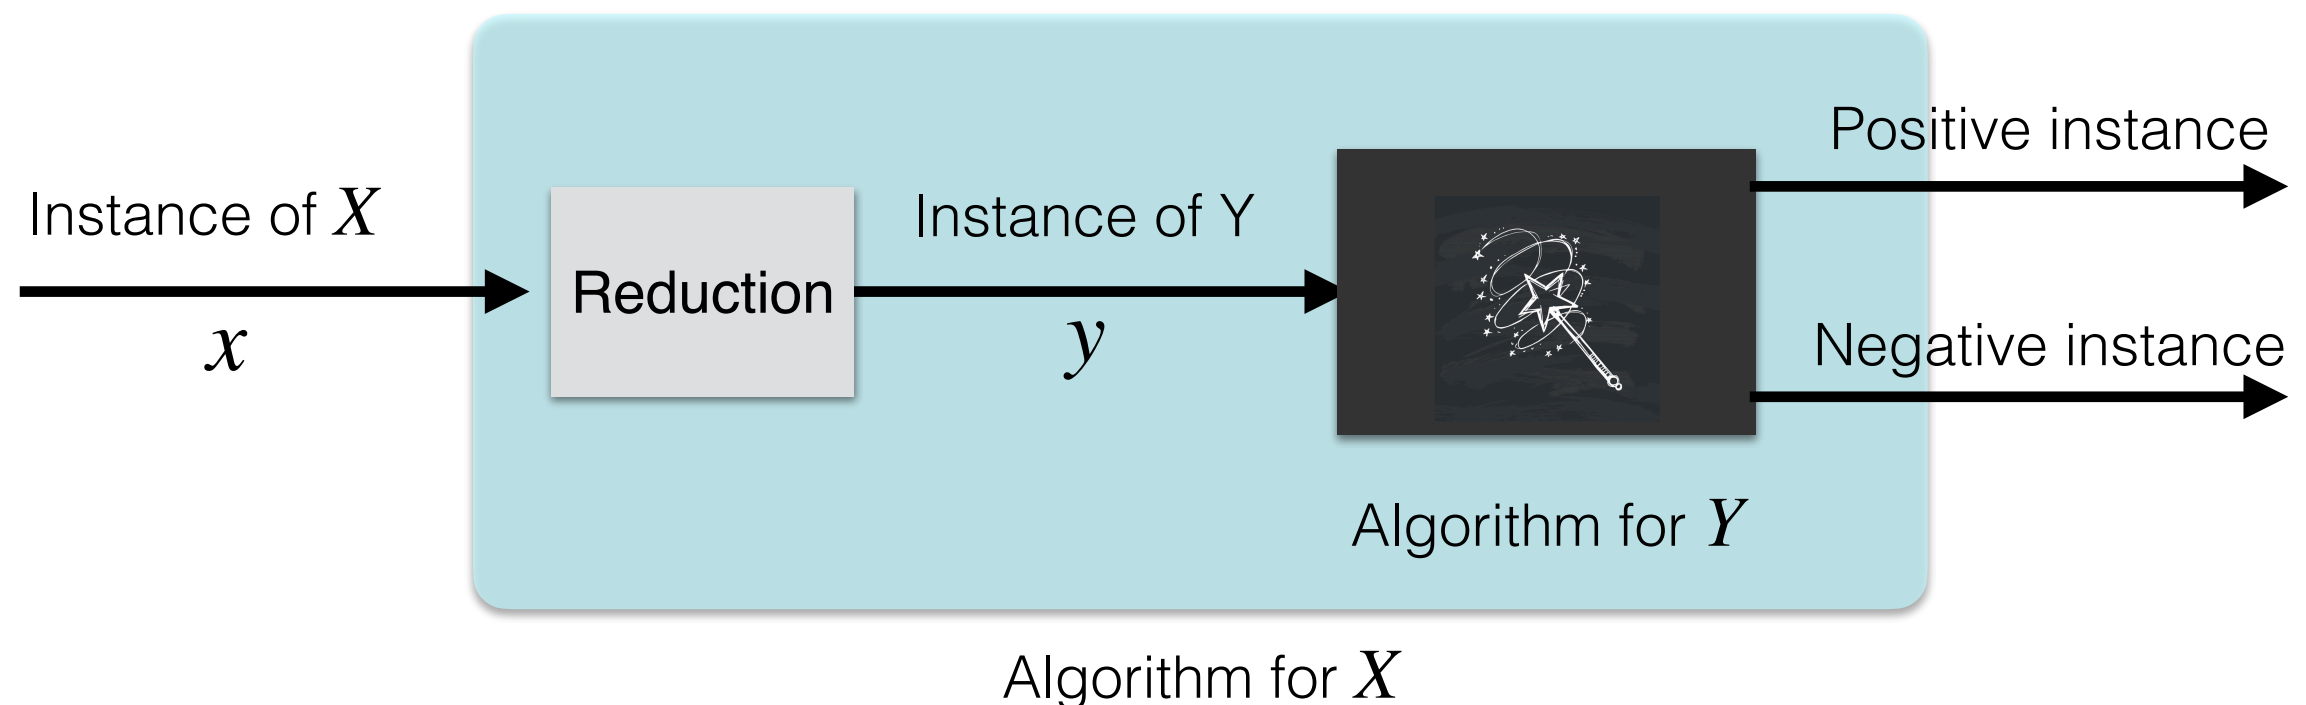 Positive instance
Instance of X
Instance of Y
Reduction
x
y
Negative instance
Algorithm for Y
Algorithm for X